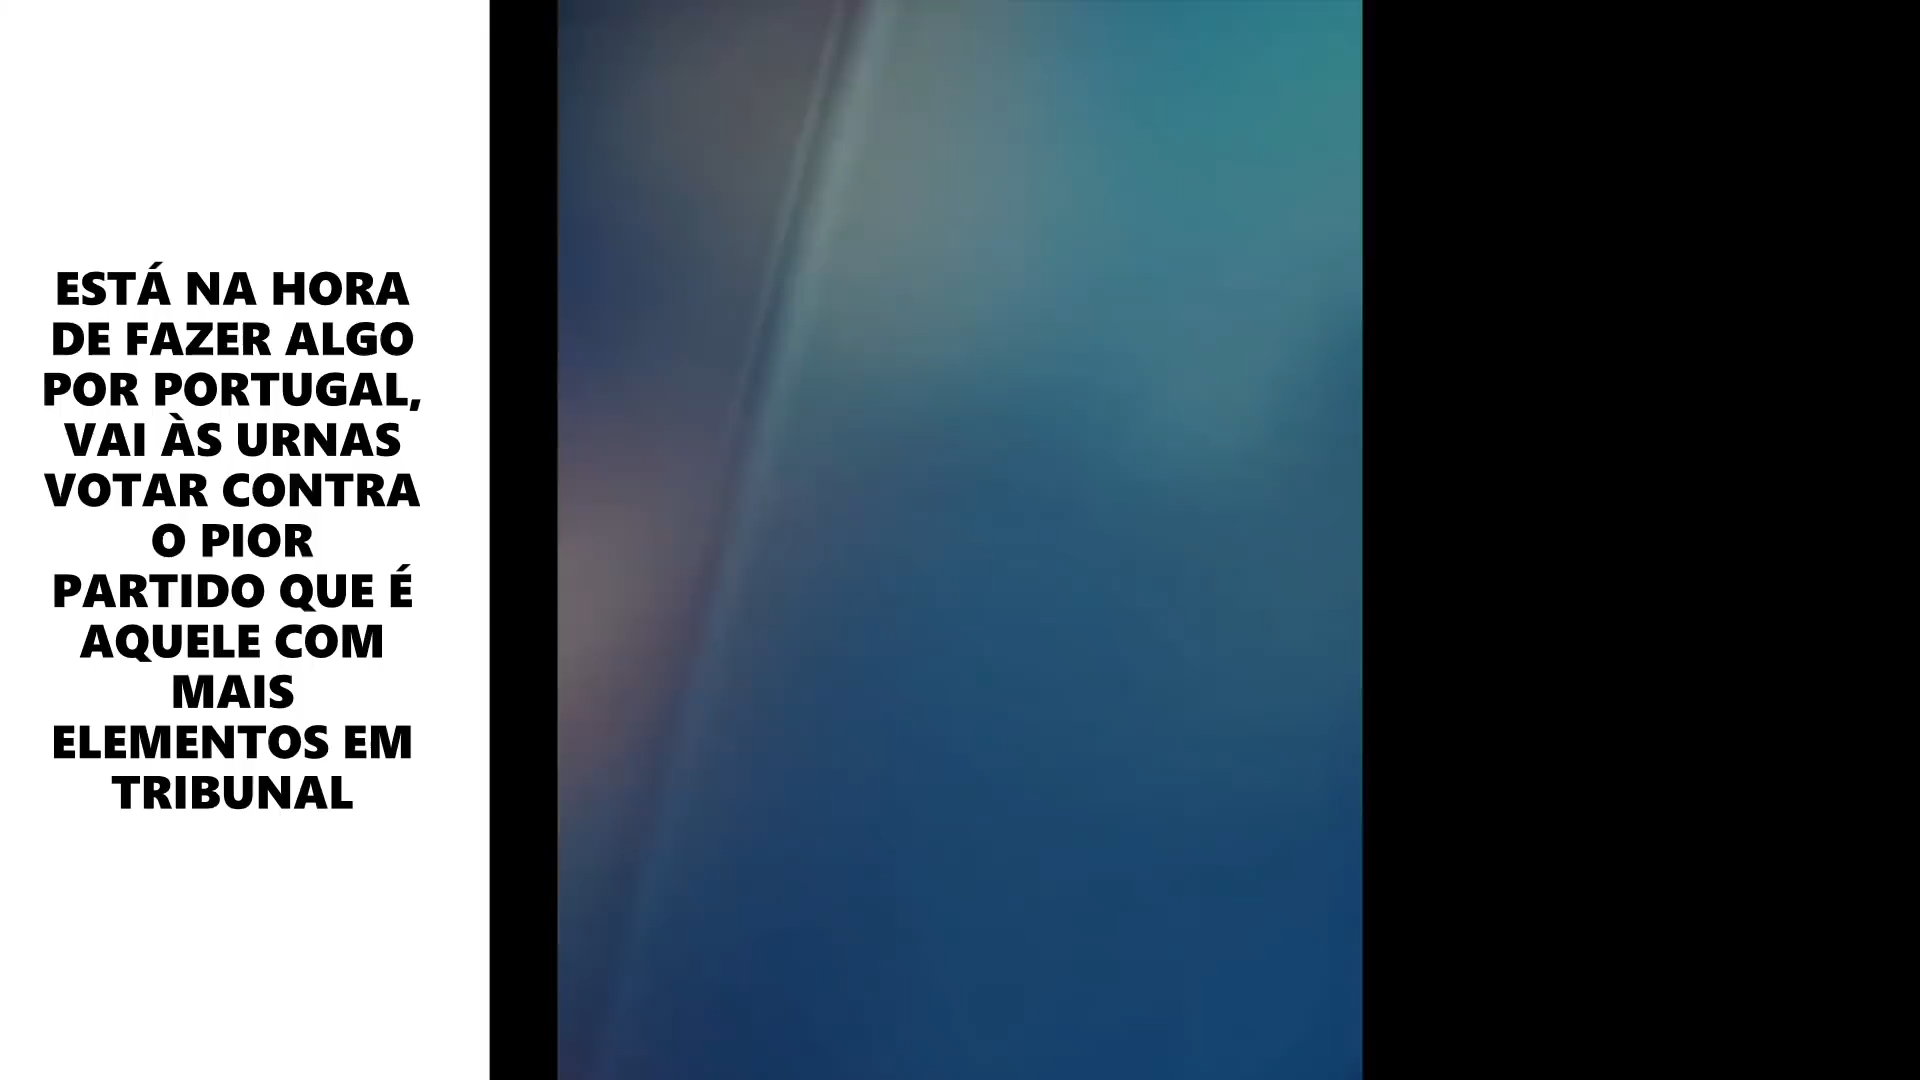 ESTÁ NA HORA
DE FAZER ALGO
POR PORTUGAL,
VAI ÀS URNAS
VOTAR CONTRA
O PIOR
PARTIDO QUE É
AQUELE COM
MAIS
ELEMENTOS EM
TRIBUNAL